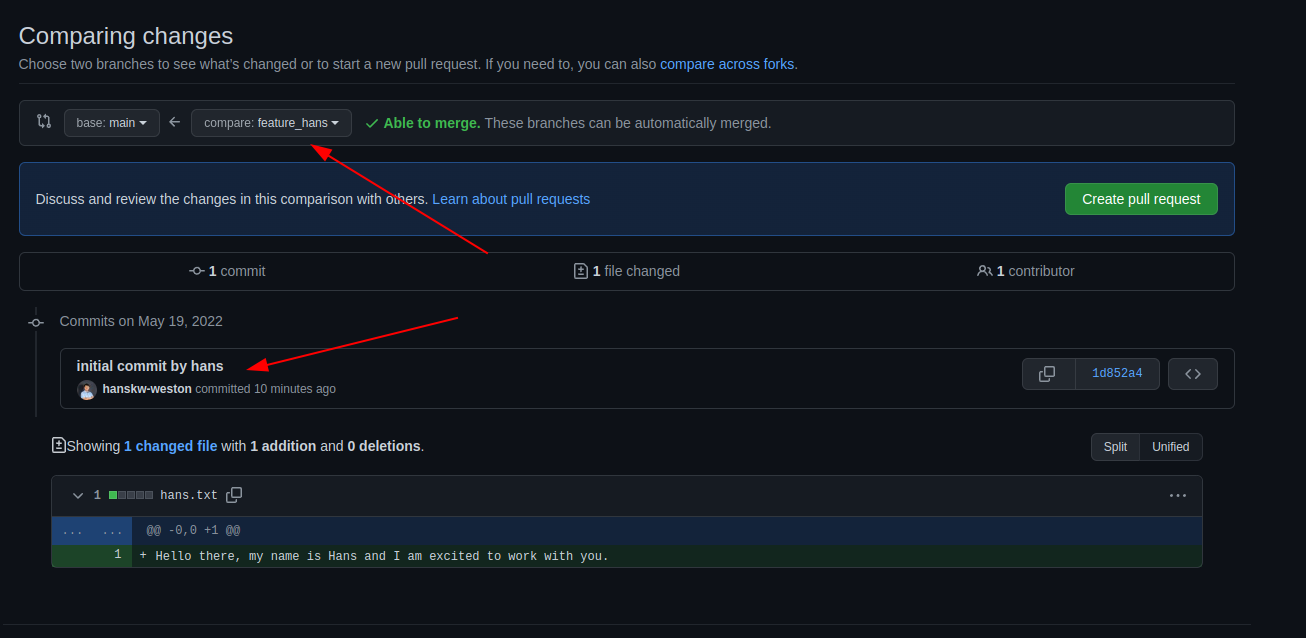 Comparing changes
Choose two branches to see what's changed or to start a new pull request. If you need to, you can also compare across forks.
base: main compare: feature_hans Able to merge. These branches can be automatically merged.
Discuss and review the changes in this comparison with others. Learn about pull requests Create pull request
1 commit 1 file changed 1 contributor
Commits on May 19, 2022
initial commit by hans
hanskw-weston committed 10 minutes ago 1d852a4
Showing 1 changed file with 1 addition and 0 deletions. Split Unified
1 hans.txt
... ... @@ -0,0 +1 @@
1 + Hello there, my name is Hans and I am excited to work with you.